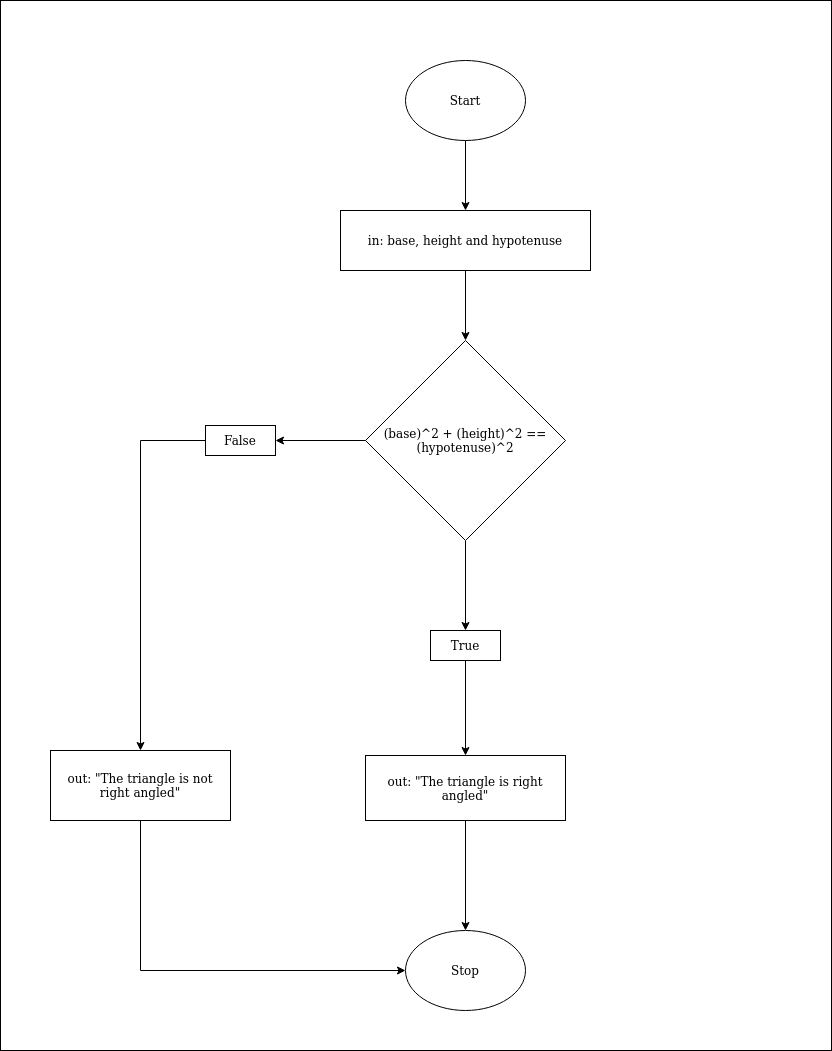 Start
in: base, height and hypotenuse
(base)^2 + (height)^2 ==
(hypotenuse)^2
False
True
out: "The triangle is not
right angled"
out: "The triangle is right
angled"
Stop